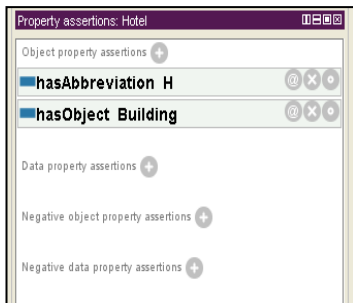 Property assertions: Hotel
Object property assertions
hasAbbreviation H
hasObject Building
Data property assertions
Negative object property assertions
Negative data property assertions